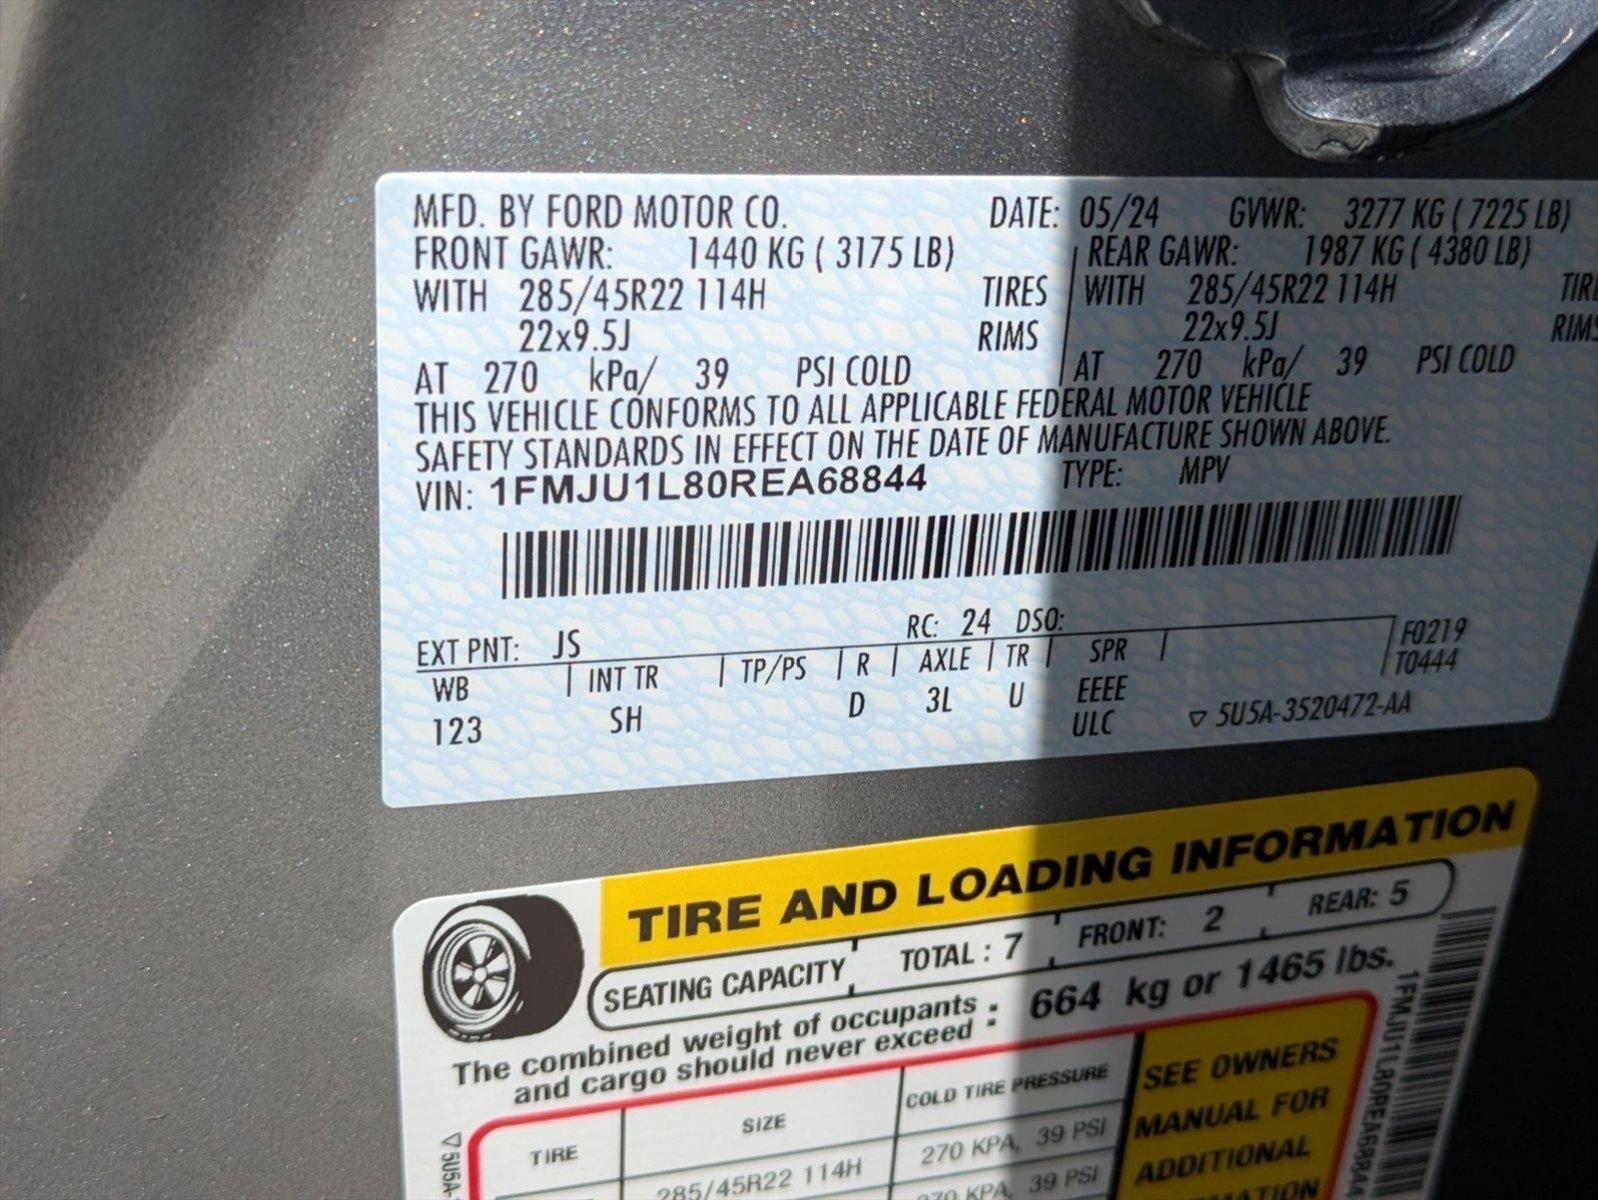 MFD. BY FORD MOTOR CO. DATE: 05/24 GVWR: 3277 KG ( 7225 LB)
FRONT GAWR: 1440 KG ( 3175 LB) REAR GAWR: 1987 KG ( 4380 LB)
WITH 285/45R22 114H TIRES WITH 285/45R22 114H
22x9.5J RIMS 22x9.5J RIMS
AT 270 kPa/ 39 PSI COLD AT 270 kPa/ 39 PSI COLD
THIS VEHICLE CONFORMS TO ALL APPLICABLE FEDERAL MOTOR VEHICLE
SAFETY STANDARDS IN EFFECT ON THE DATE OF MANUFACTURE SHOWN ABOVE.
VIN: 1FMJU1L80REA68844 TYPE: MPV
EXT PNT: JS RC: 24 DSO:
WB INT TR TP/PS R AXLE TR SPR F0219
T0444
123 SH D 3L U EEEE
ULC ▽ 5U5A-3520472-AA
TIRE AND LOADING INFORMATION
SEATING CAPACITY TOTAL : 7 FRONT: 2 REAR: 5
The combined weight of occupants
and cargo should never exceed : 664 kg or 1465 lbs.
TIRE SIZE COLD TIRE PRESSURE
285/45R22 114H 270 KPA, 39 PSI
270 KPA, 39 PSI
SEE OWNERS
MANUAL FOR
ADDITIONAL
1FMJU1L80REA68844
▽ 5U5A-